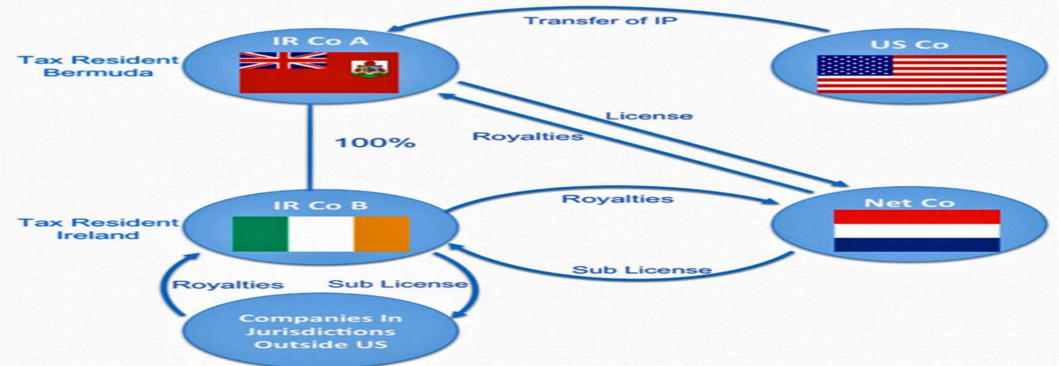 Transfer of IP
IR Co A
US Co
Tax Resident
Bermuda
License
Royalties
100%
IR Co B
Net Co
Tax Resident
Ireland
Royalties
Sub License
Royalties
Sub License
Companies In
Jurisdictions
Outside US